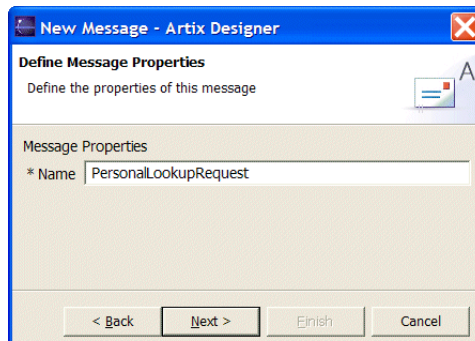 New Message - Artix Designer
Define Message Properties
Define the properties of this message
A
Message Properties
* Name PersonalLookupRequest
< Back Next > Finish Cancel